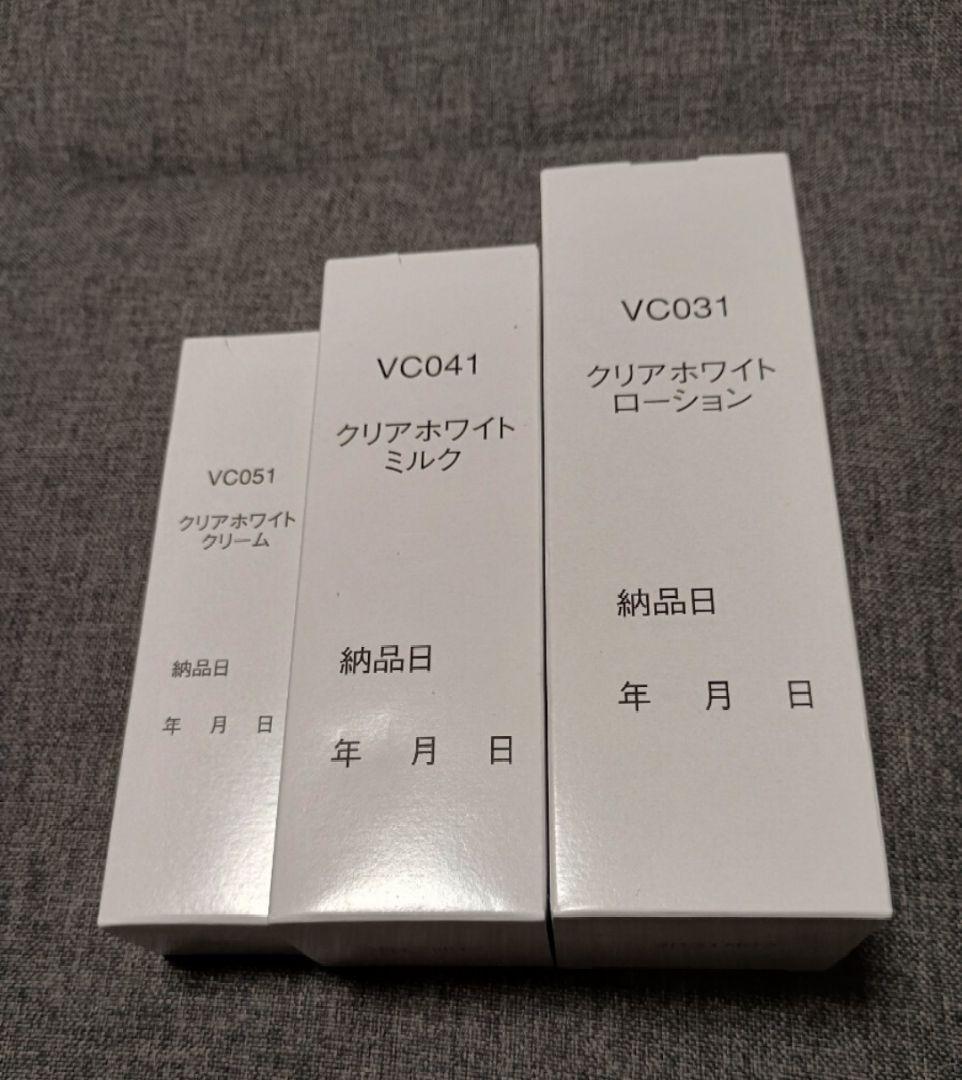 VC051
クリアホワイト
クリーム
納品日
年 月 日
VC041
クリアホワイト
ミルク
納品日
年 月 日
VC031
クリアホワイト
ローション
納品日
年 月 日